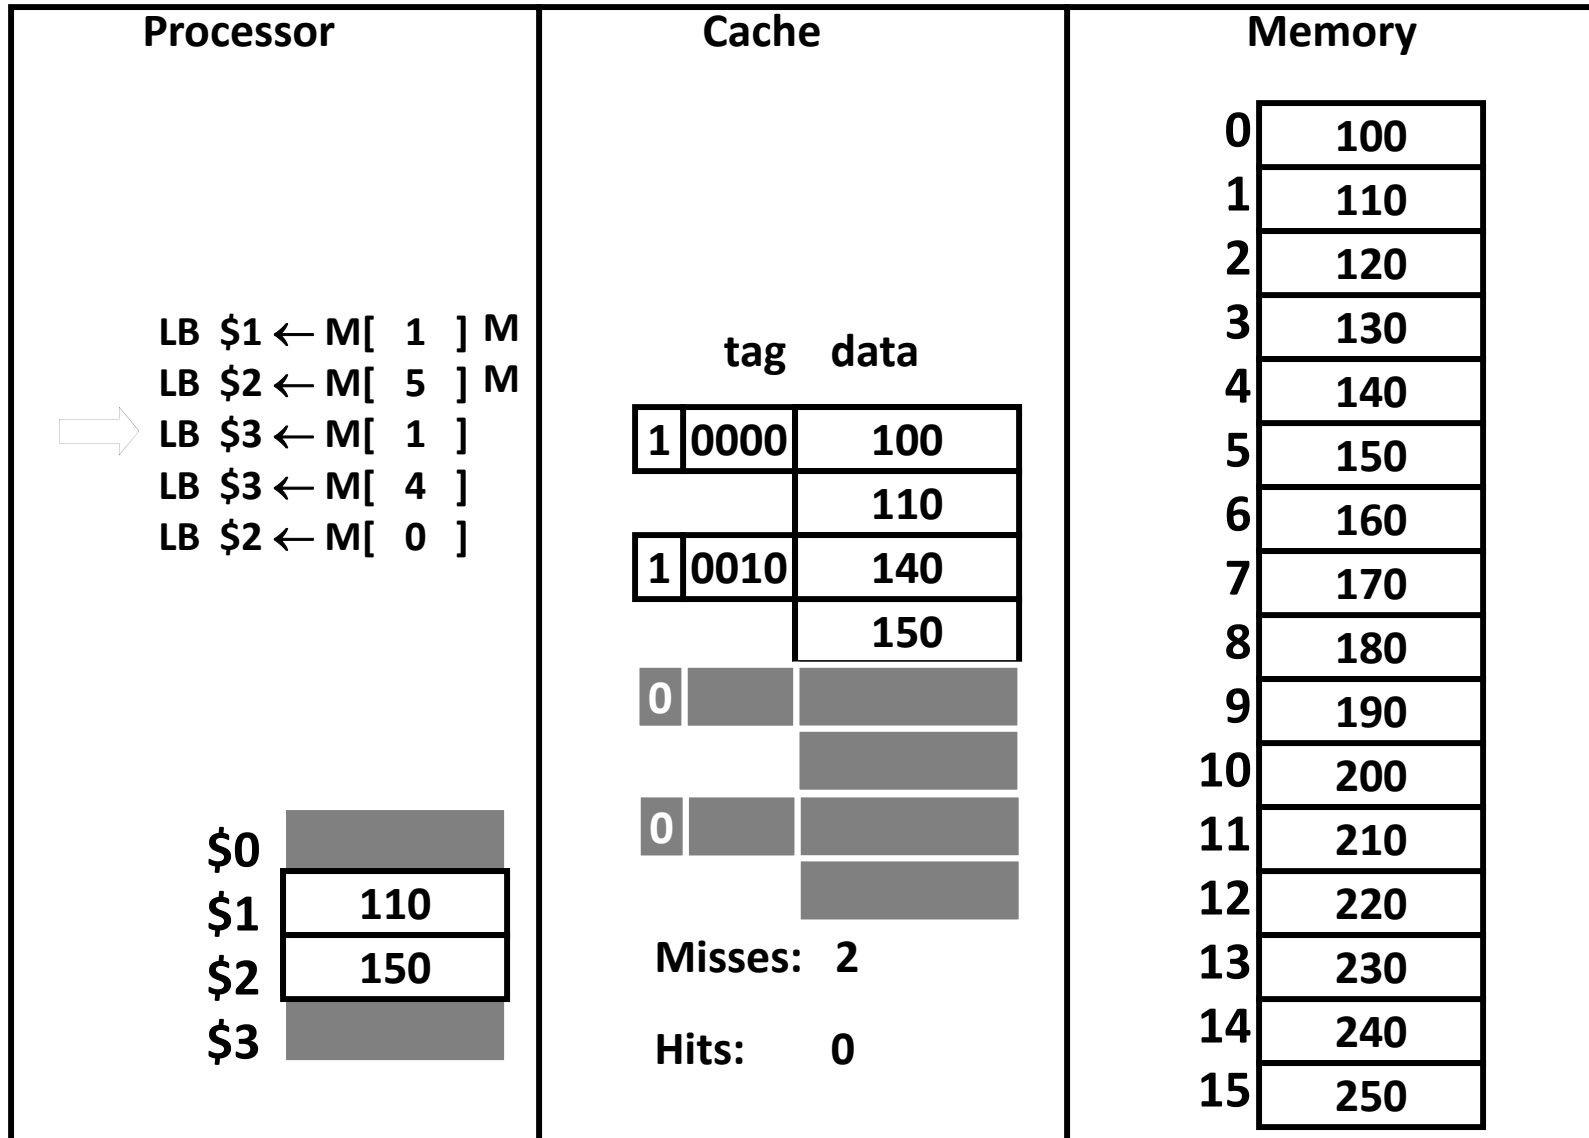 Processor
LB $1 ← M[ 1 ] M
LB $2 ← M[ 5 ] M
LB $3 ← M[ 1 ]
LB $3 ← M[ 4 ]
LB $2 ← M[ 0 ]
$0
$1 110
$2 150
$3
Cache
tag data
1 0000 100
110
1 0010 140
150
0
0
Misses: 2
Hits: 0
Memory
0 100
1 110
2 120
3 130
4 140
5 150
6 160
7 170
8 180
9 190
10 200
11 210
12 220
13 230
14 240
15 250